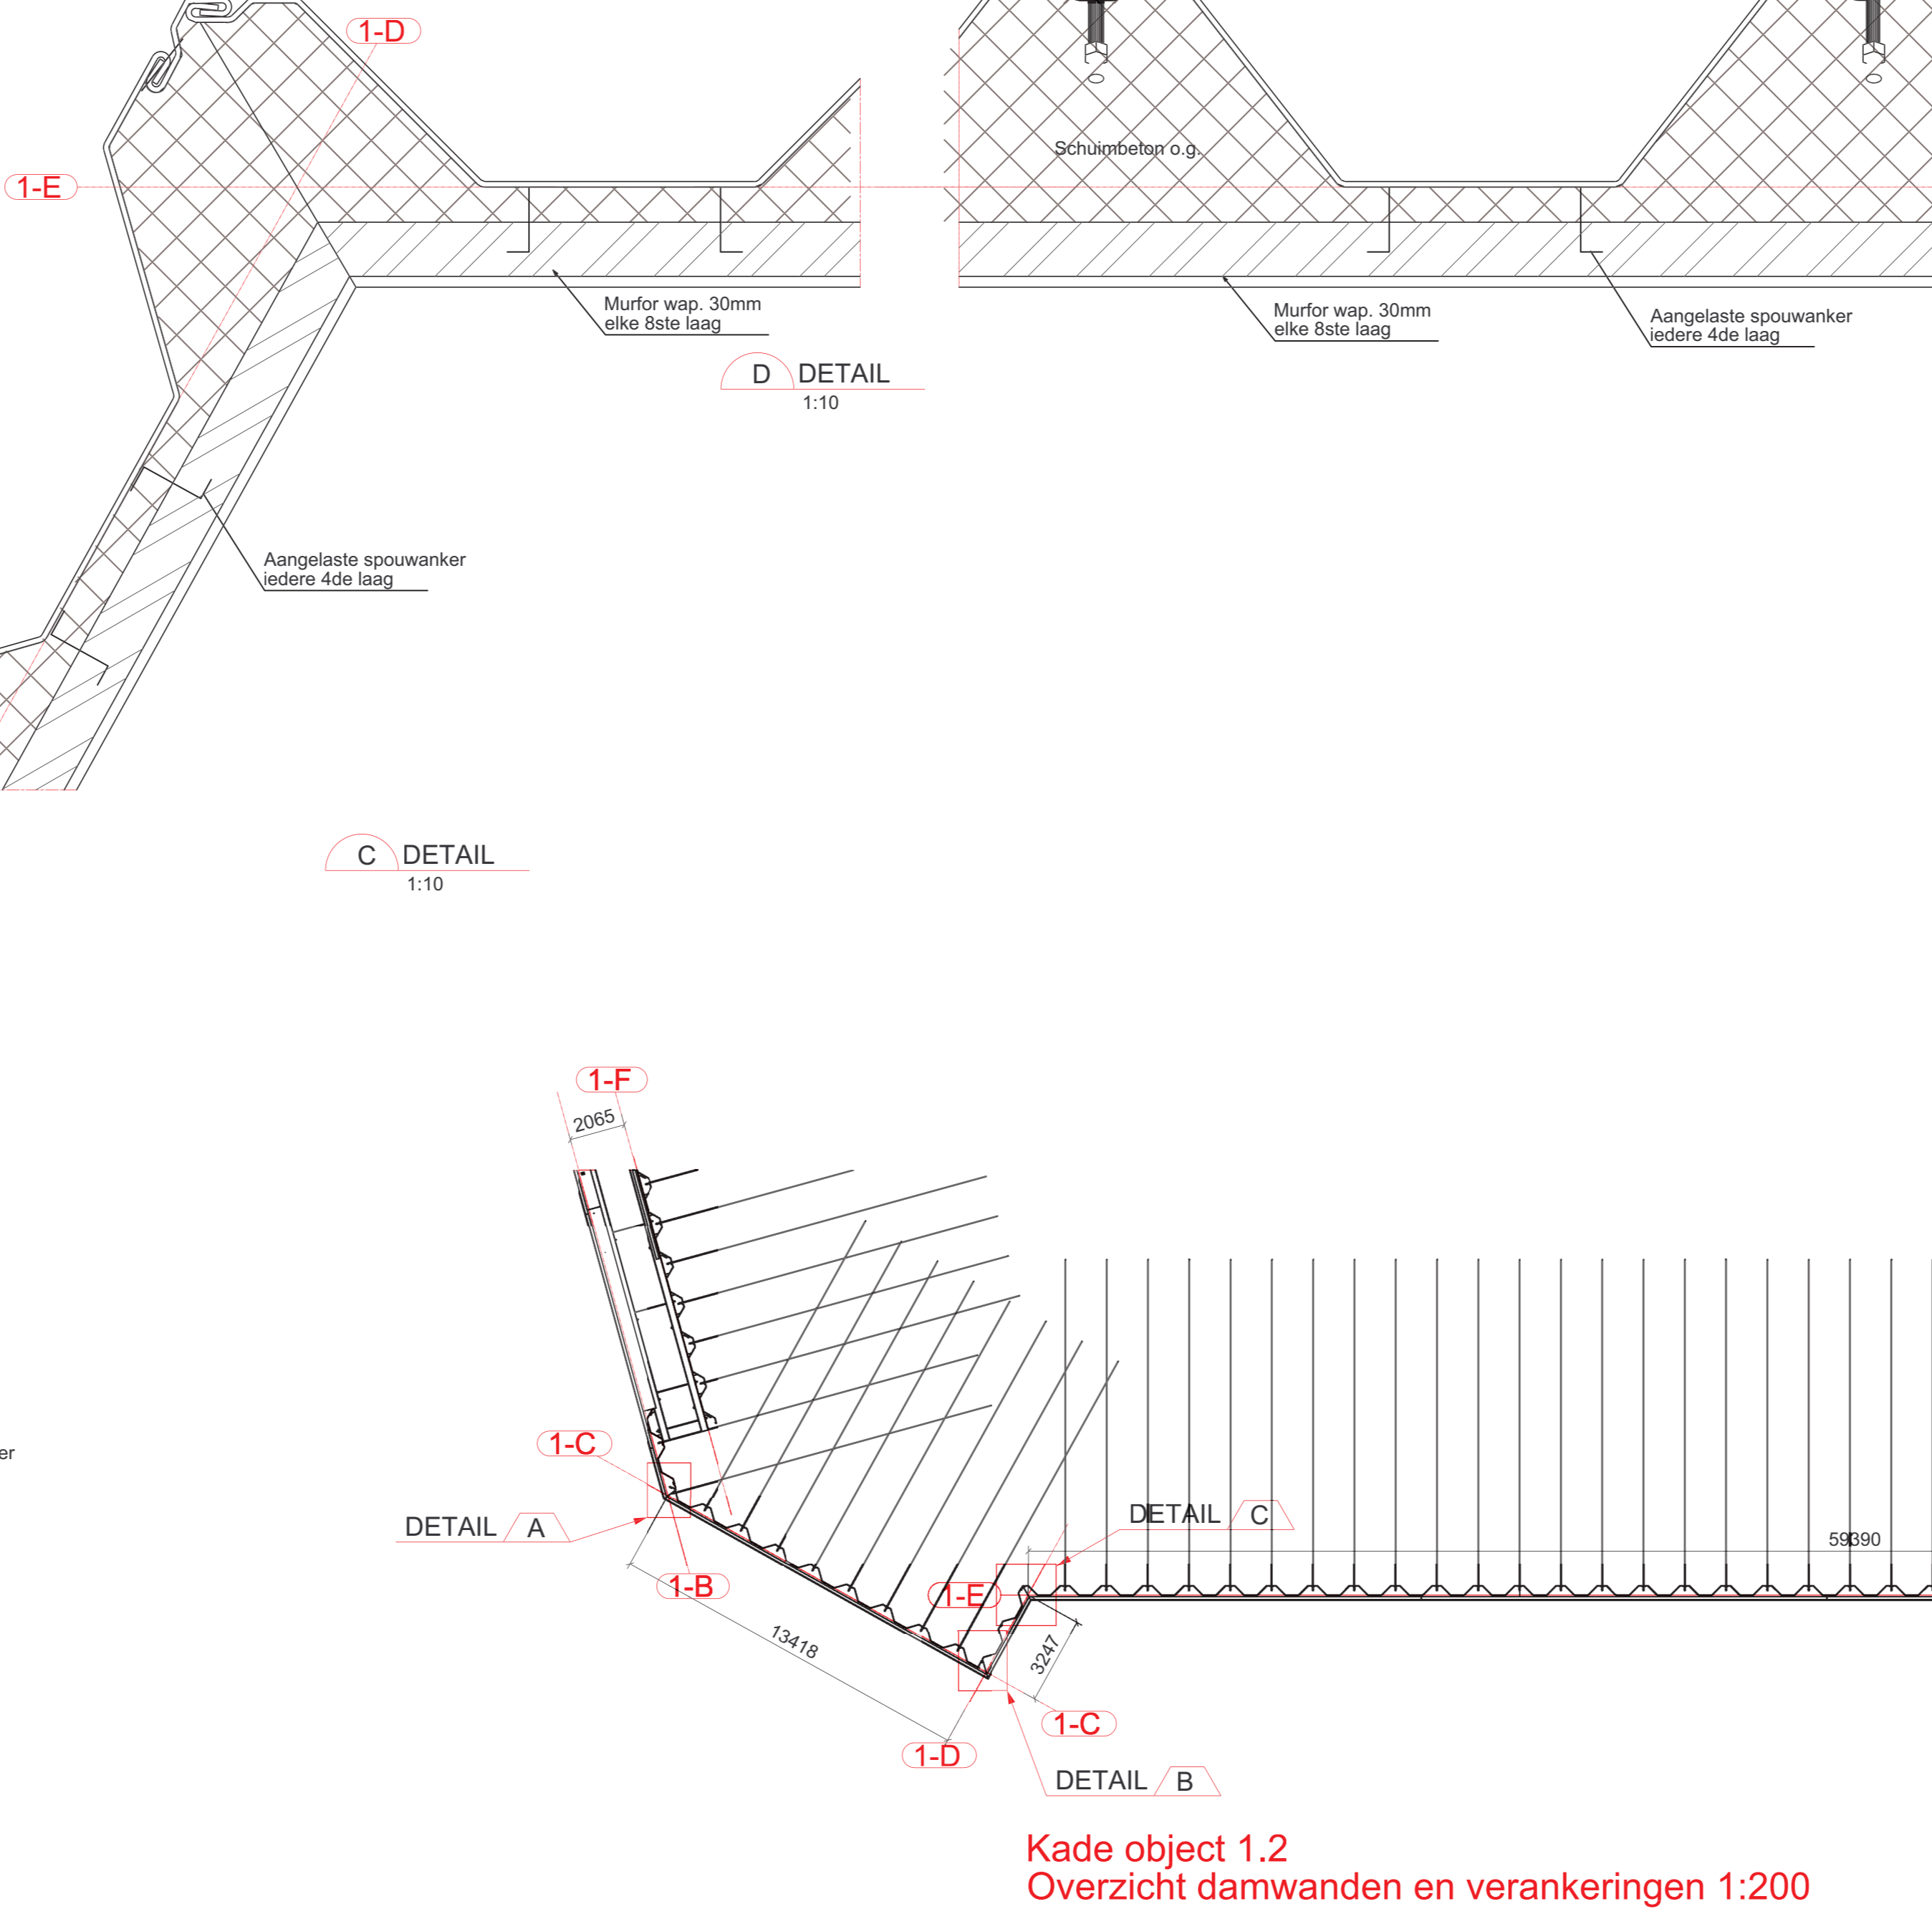 1-D
1-E
Schuimbeton o.g.
Murfor wap. 30mm
elke 8ste laag
Murfor wap. 30mm
elke 8ste laag
Aangelaste spouwanker
iedere 4de laag
D DETAIL
1:10
Aangelaste spouwanker
iedere 4de laag
C DETAIL
1:10
1-F
2065
1-C
er
DETAIL A
DETAIL C
59390
1-B
1-E
13418
3247
1-C
1-D
DETAIL B
Kade object 1.2
Overzicht damwanden en verankeringen 1:200